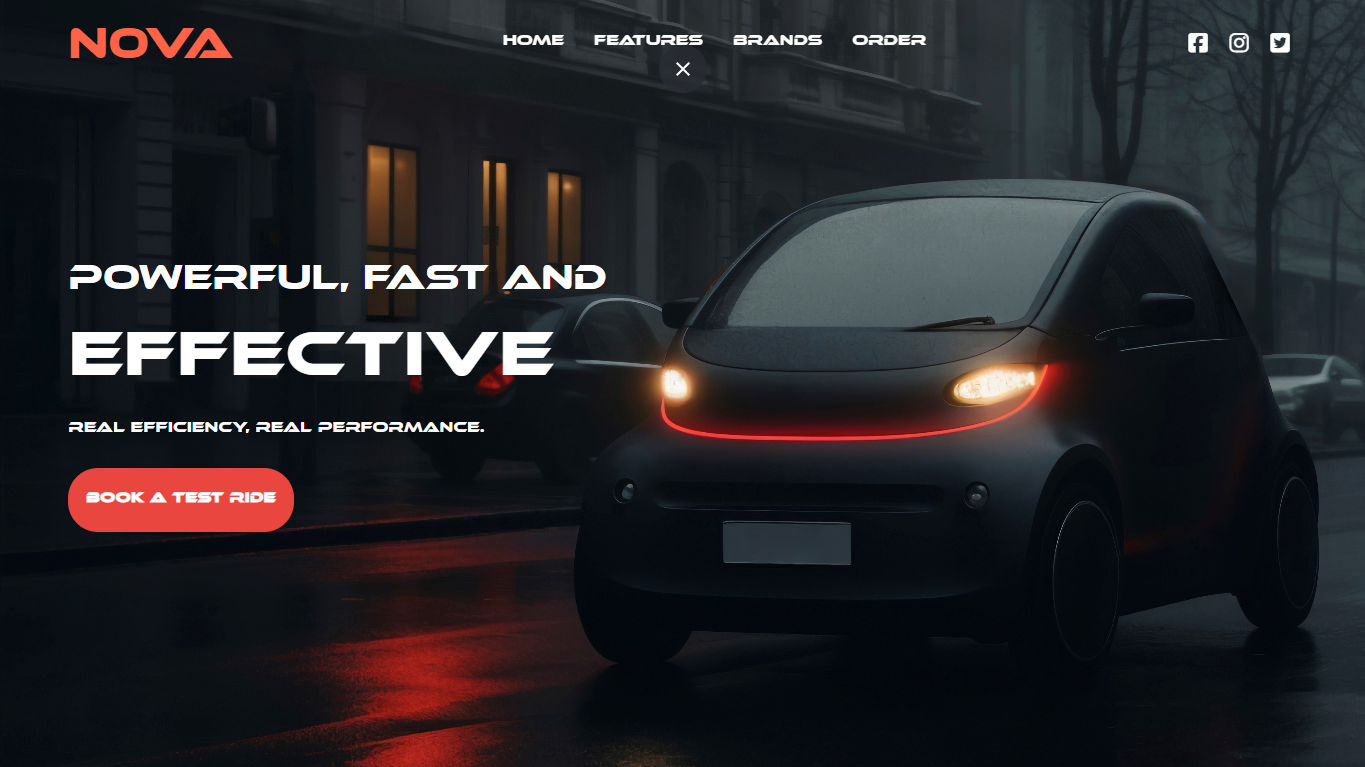 NOVA
HOME FEATURES BRANDS ORDER
POWERFUL, FAST AND
EFFECTIVE
REAL EFFICIENCY, REAL PERFORMANCE.
BOOK A TEST RIDE